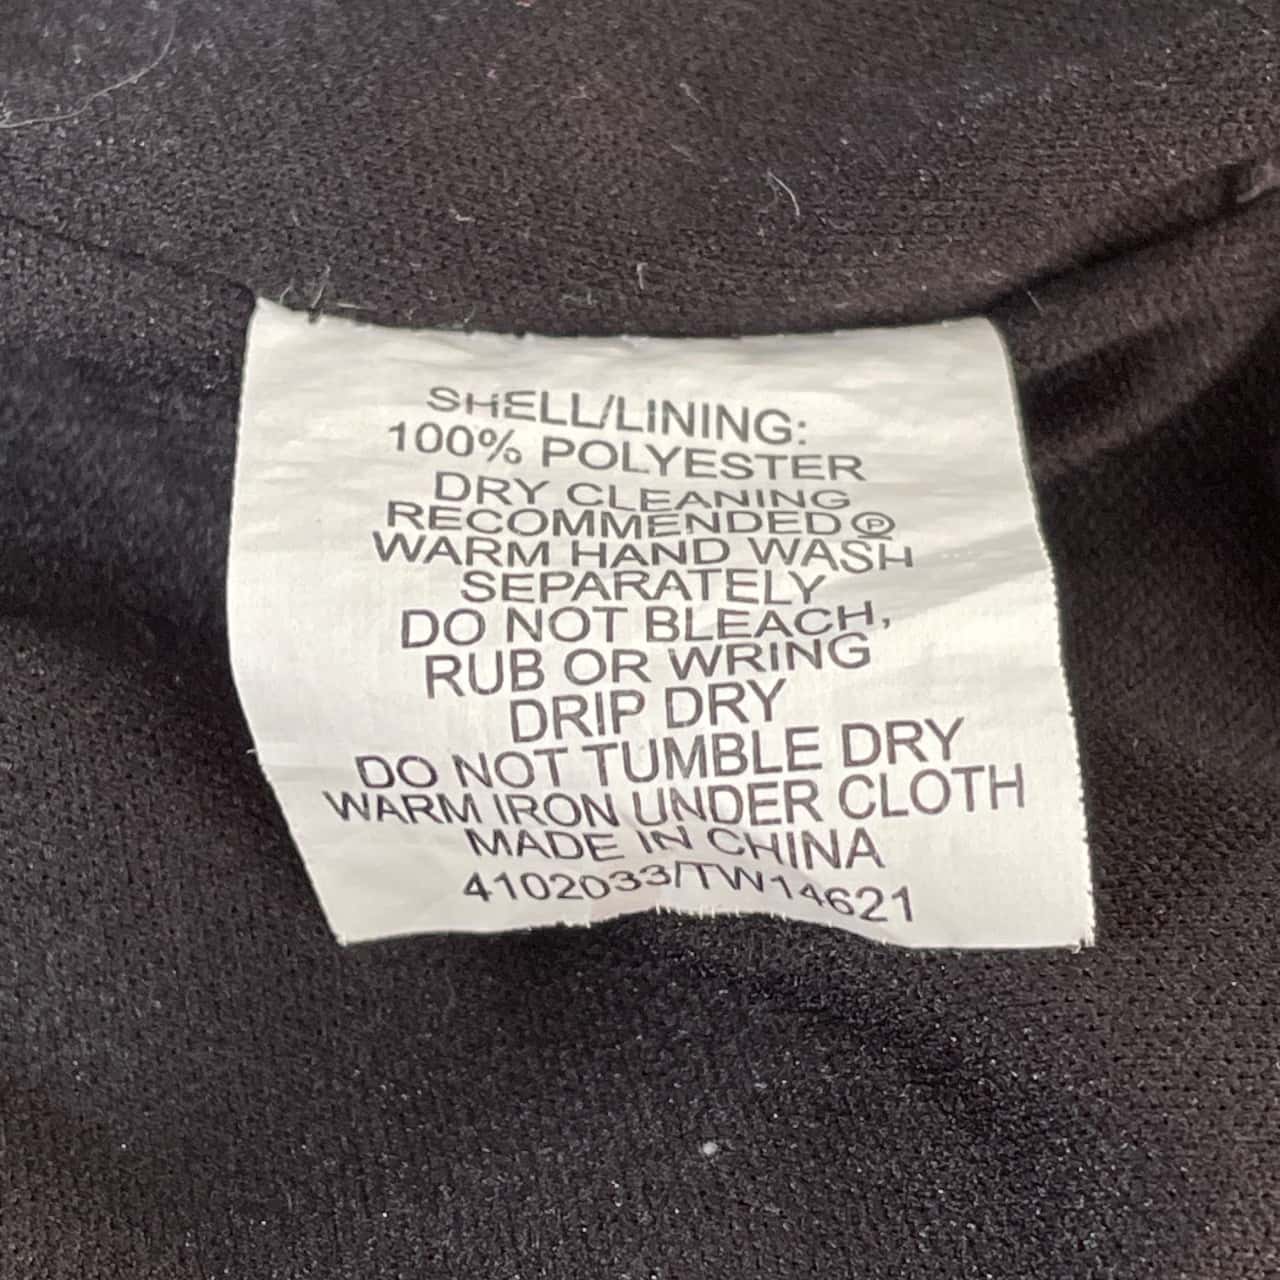 SHELL/LINING:
100% POLYESTER
DRY CLEANING
RECOMMENDED Ⓟ
WARM HAND WASH
SEPARATELY
DO NOT BLEACH,
RUB OR WRING
DRIP DRY
DO NOT TUMBLE DRY
WARM IRON UNDER CLOTH
MADE IN CHINA
4102033/TW14621